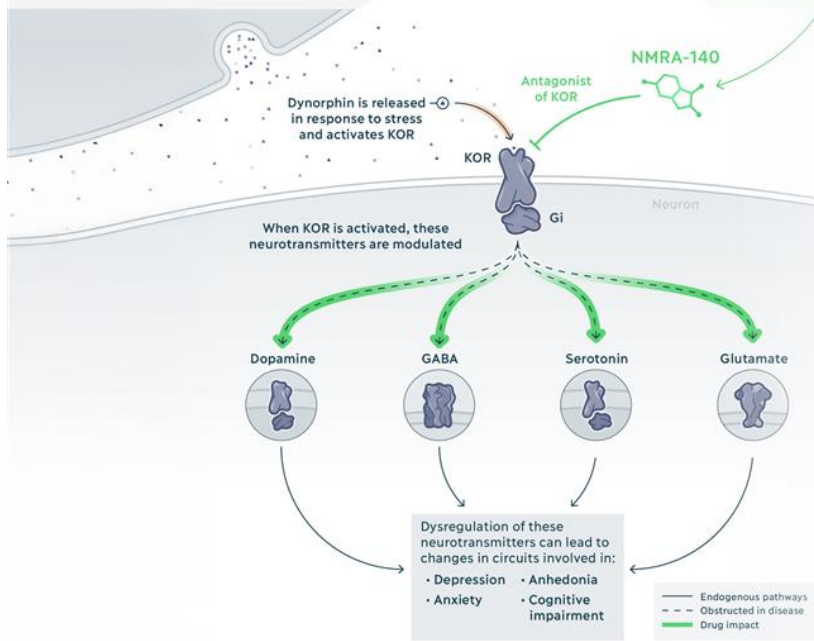 NMRA-140
Antagonist
of KOR
Dynorphin is released
in response to stress
and activates KOR
KOR
Neuron
Gi
When KOR is activated, these
neurotransmitters are modulated
Dopamine
GABA
Serotonin
Glutamate
Dysregulation of these
neurotransmitters can lead to
changes in circuits involved in:
• Depression • Anhedonia
• Anxiety • Cognitive
impairment
Endogenous pathways
Obstructed in disease
Drug impact